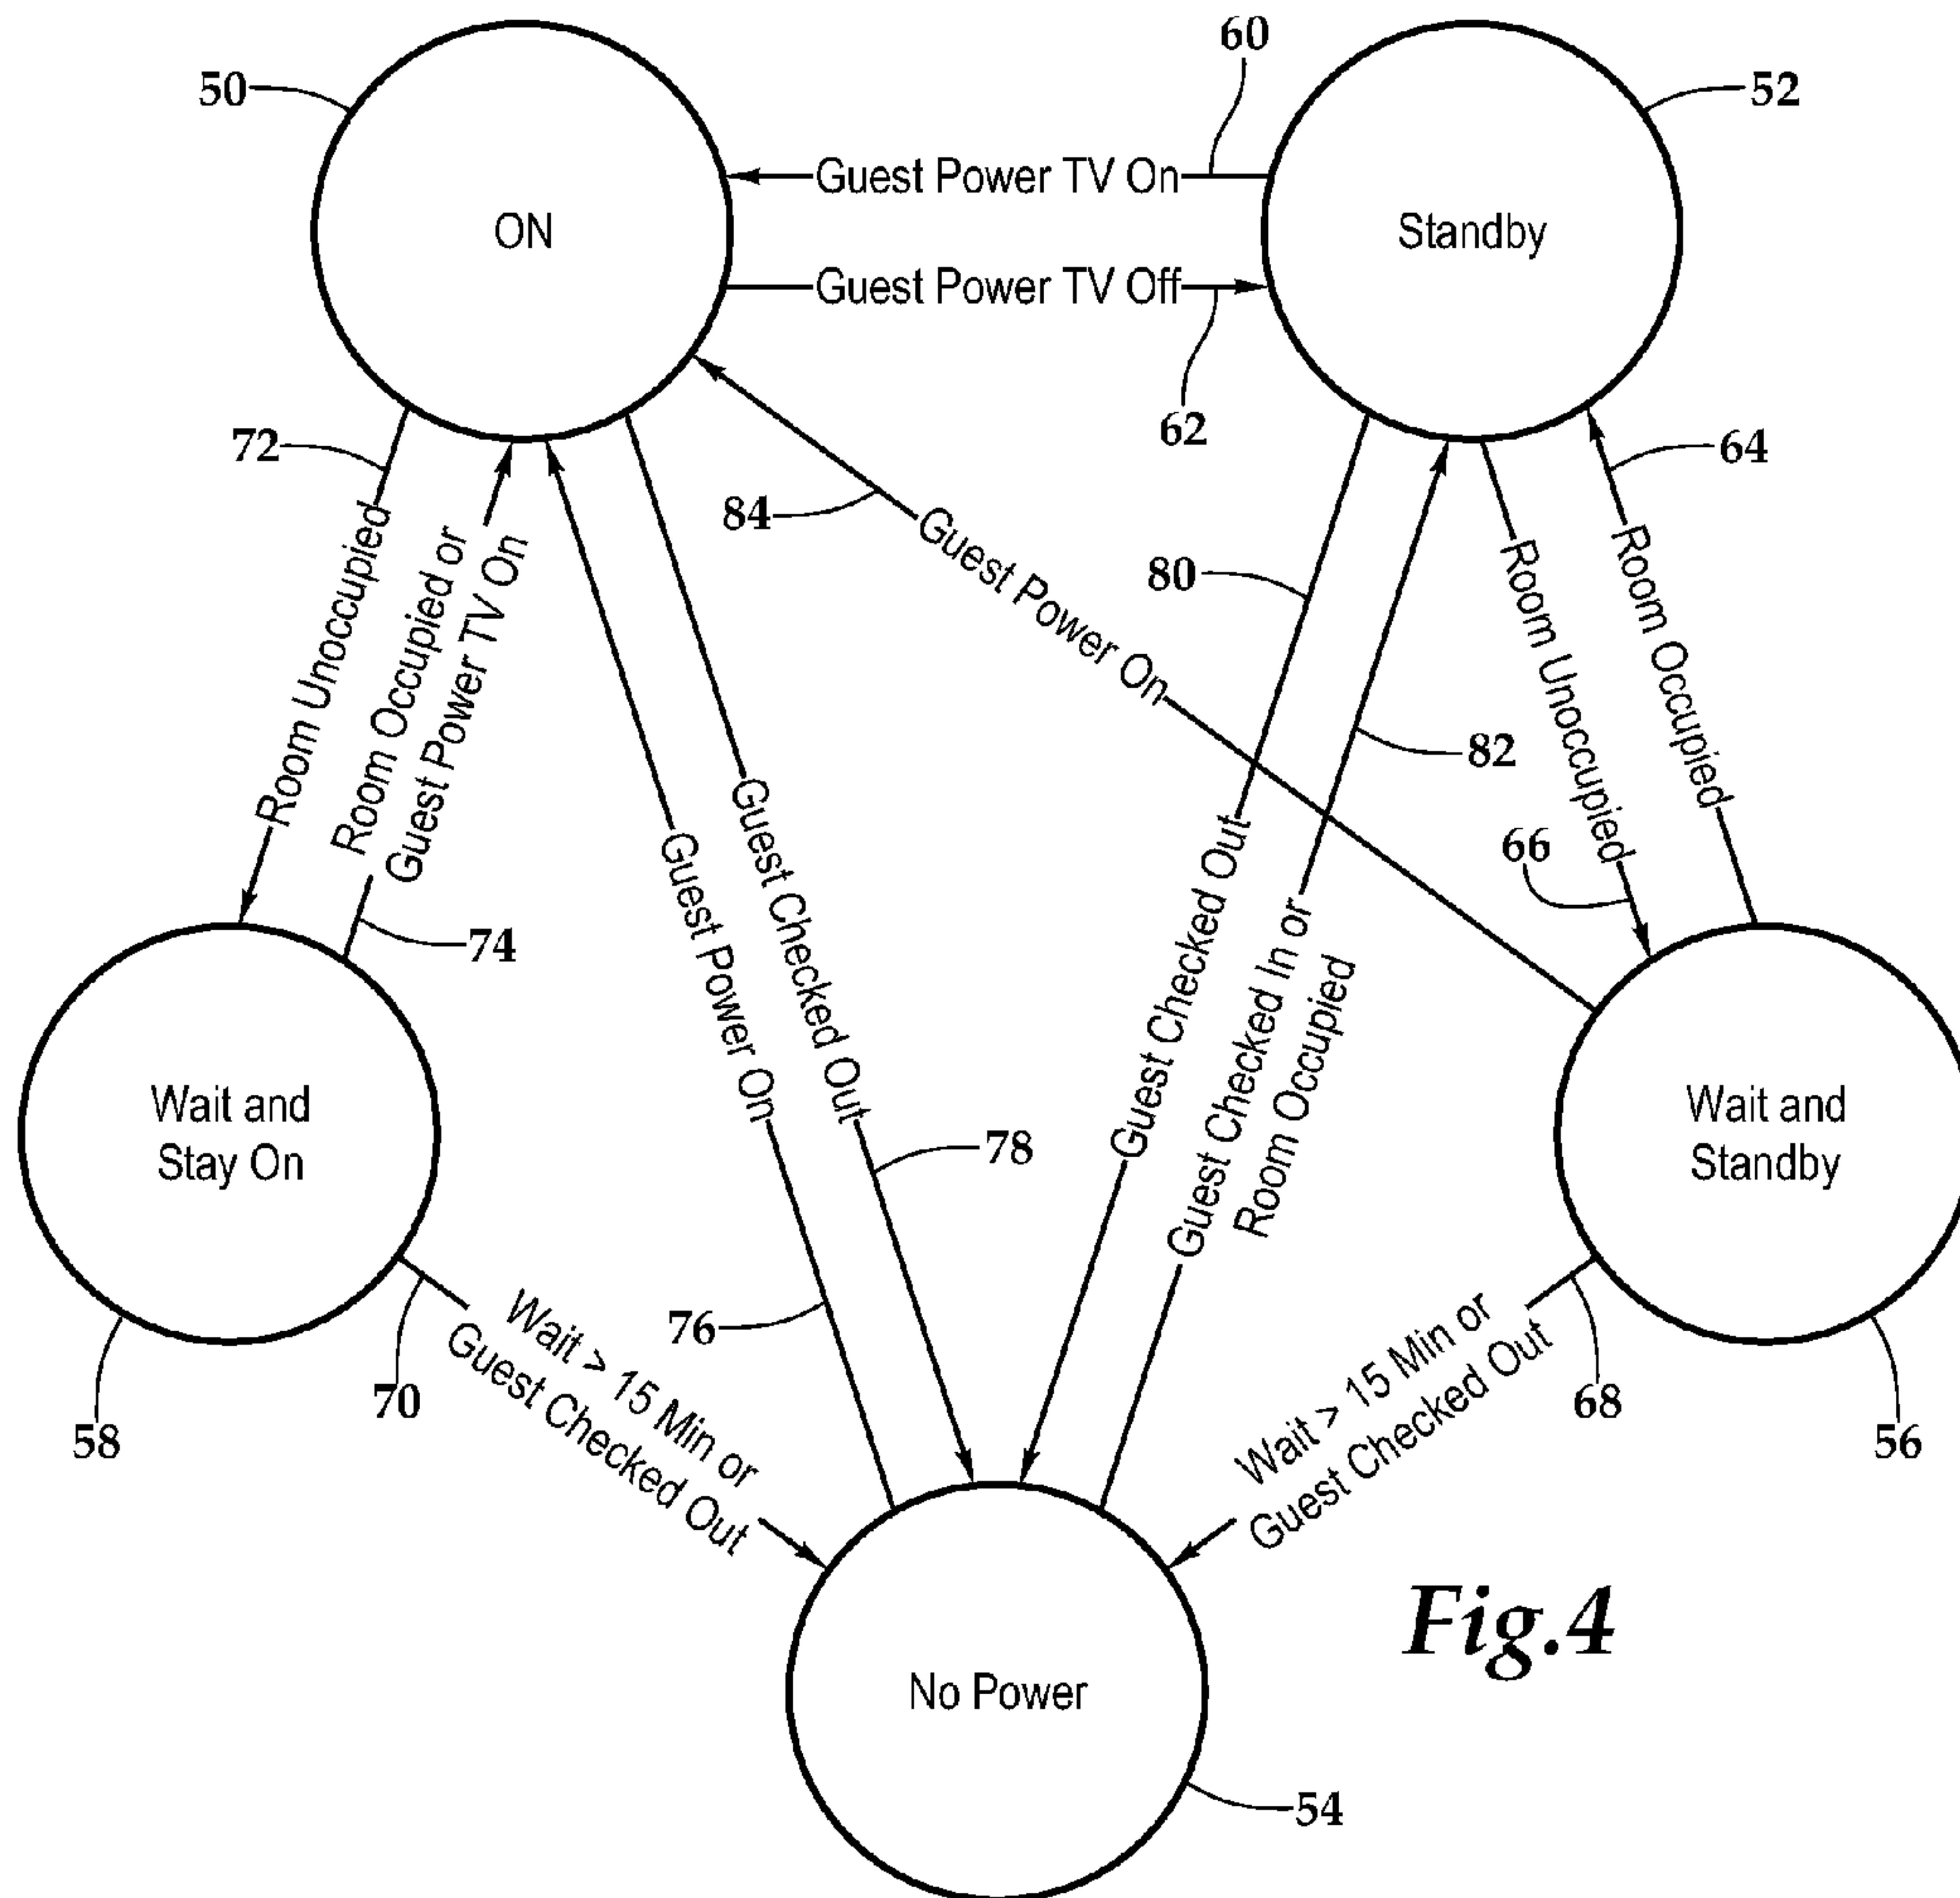 60
50
52
Guest Power TV On
ON
Standby
Guest Power TV Off
62
72
64
84
Guest Power On
80
Room Unoccupied
Room Occupied or
Guest Power TV On
Room Unoccupied
Room Occupied
82
66
Guest Power On
Guest Checked Out
Guest Checked Out
Guest Checked In or
Room Occupied
74
Wait and
Stay On
78
Wait and
Standby
76
70
58
Wait > 15 Min or
Guest Checked Out
Wait > 15 Min or
Guest Checked Out
68
56
No Power
Fig.4
54